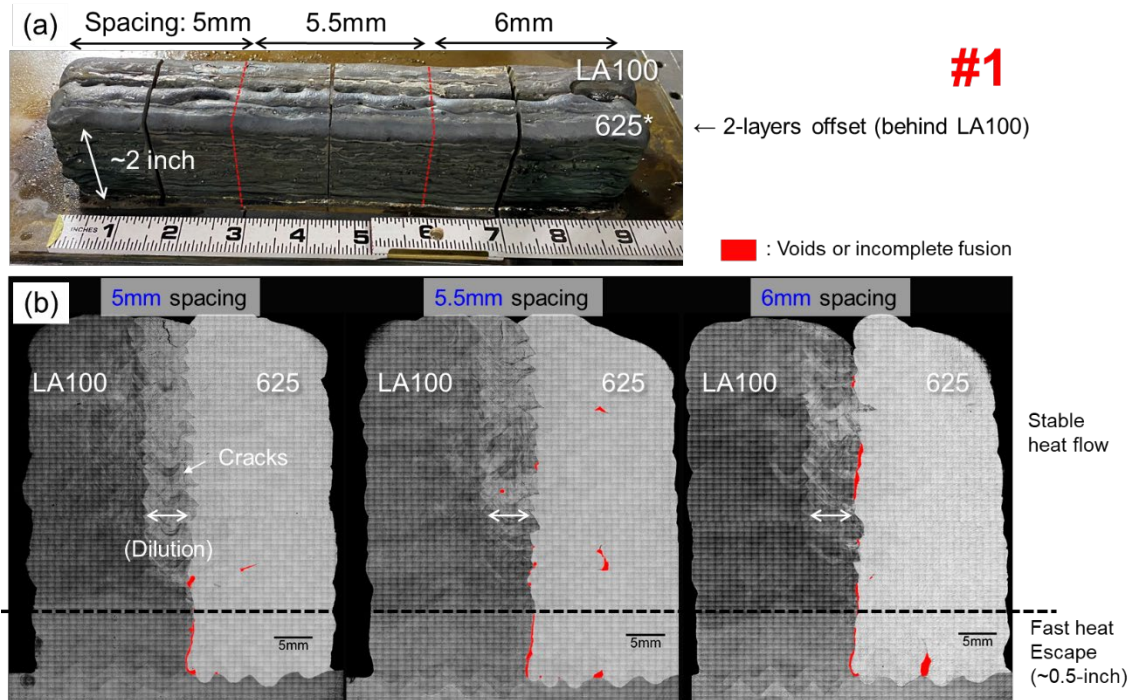 (a)
Spacing: 5mm
5.5mm
6mm
#1
LA100
625*
← 2-layers offset (behind LA100)
~2 inch
INCHES 1 2 3 4 5 6 7 8 9
: Voids or incomplete fusion
(b)
5mm spacing
5.5mm spacing
6mm spacing
LA100
625
LA100
625
LA100
625
Stable
heat flow
Cracks
(Dilution)
5mm
5mm
5mm
Fast heat
Escape
(~0.5-inch)